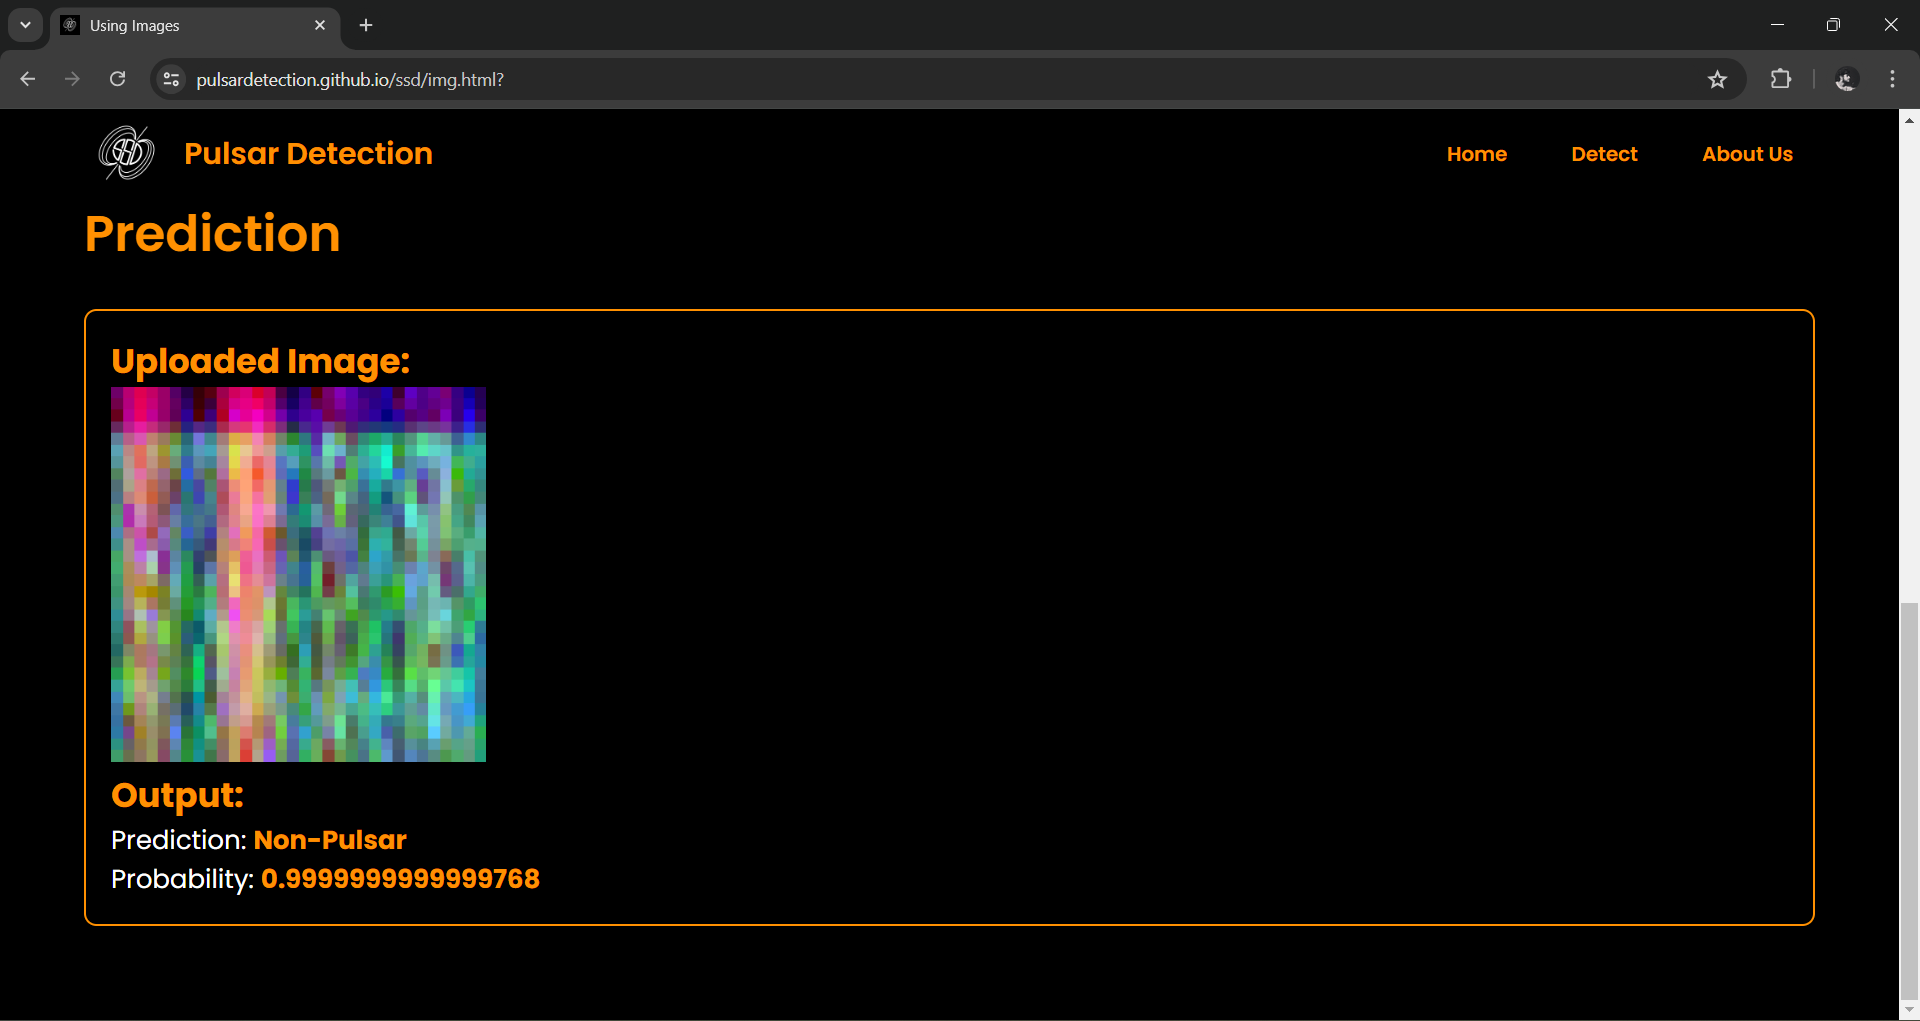 Using Images
pulsardetection.github.io/ssd/img.html?
Pulsar Detection
Home
Detect
About Us
Prediction
Uploaded Image:
Output:
Prediction: Non-Pulsar
Probability: 0.9999999999999768